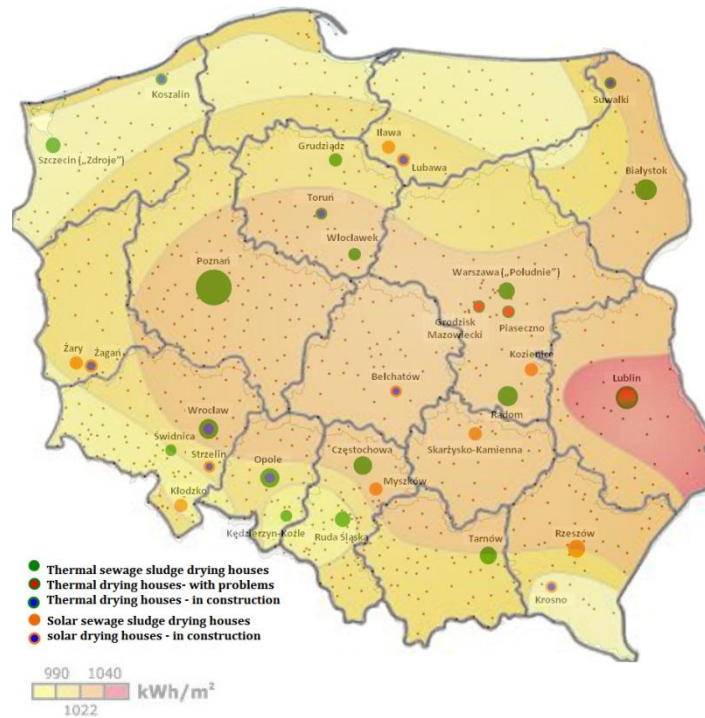 Koszalin
Suwałki
Szczecin („Zdroje”)
Grudziądz
Iława
Lubawa
Białystok
Toruń
Włocławek
Poznań
Warszawa („Południe”)
Grodzisk
Mazowiecki
Piaseczno
Żary
Żagań
Kozienice
Bełchatów
Lublin
Wrocław
Radom
Świdnica
Strzelin
Opole
Częstochowa
Skarżysko-Kamienna
Kłodzko
Myszków
Kędzierzyn-Koźle
Ruda Śląska
Tarnów
Rzeszów
Krosno
Thermal sewage sludge drying houses
Thermal drying houses- with problems
Thermal drying houses - in construction
Solar sewage sludge drying houses
solar drying houses - in construction
990 1040
kWh/m²
1022